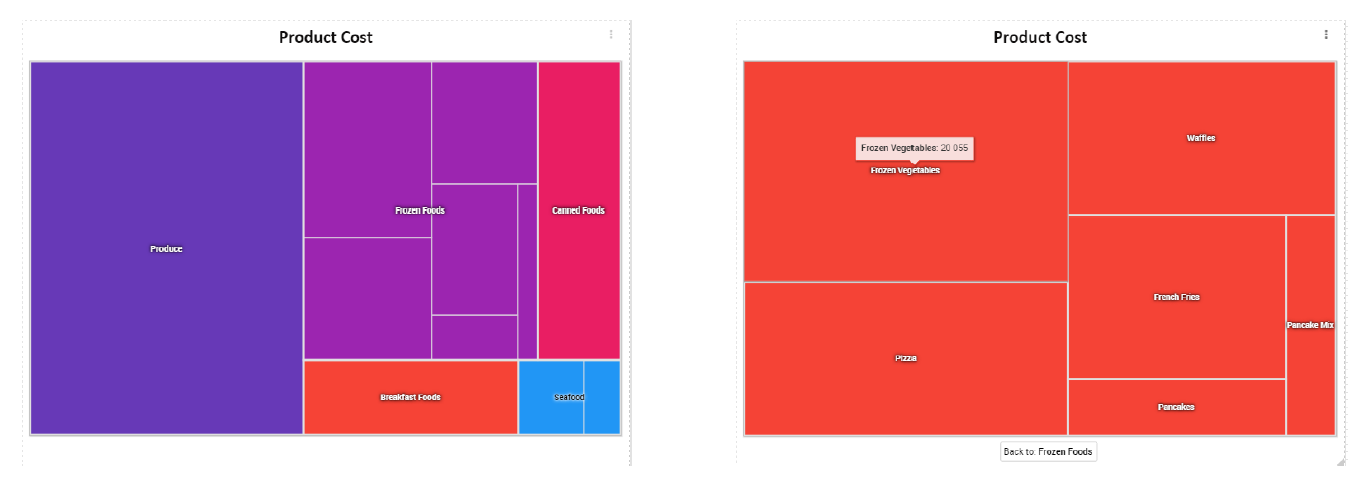 Product Cost
Produce
Frozen Foods
Canned Foods
Breakfast Foods
Seafood
Product Cost
Frozen Vegetables: 20 055
Frozen Vegetables
Waffles
Pizza
French Fries
Pancake Mix
Pancakes
Back to: Frozen Foods